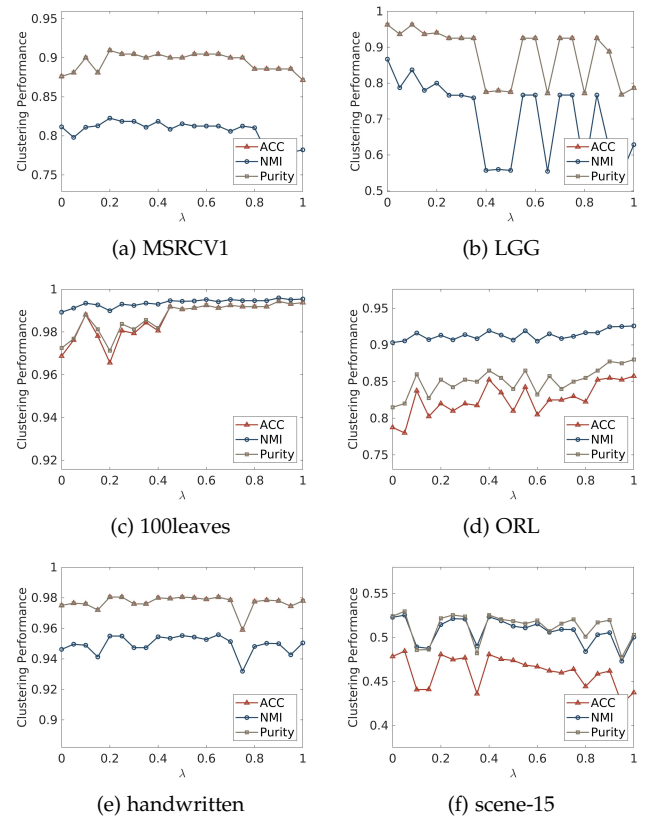 0.95
0.9
0.85
0.8
0.75
Clustering Performance
0 0.2 0.4 0.6 0.8 1
λ
ACC
NMI
Purity
(a) MSRCV1
1
0.9
0.8
0.7
0.6
0.5
Clustering Performance
0 0.2 0.4 0.6 0.8 1
λ
ACC
NMI
Purity
(b) LGG
1
0.98
0.96
0.94
0.92
Clustering Performance
0 0.2 0.4 0.6 0.8 1
λ
ACC
NMI
Purity
(c) 100leaves
0.95
0.9
0.85
0.8
0.75
Clustering Performance
0 0.2 0.4 0.6 0.8 1
λ
ACC
NMI
Purity
(d) ORL
1
0.98
0.96
0.94
0.92
0.9
Clustering Performance
0 0.2 0.4 0.6 0.8 1
λ
ACC
NMI
Purity
(e) handwritten
0.55
0.5
0.45
0.4
Clustering Performance
0 0.2 0.4 0.6 0.8 1
λ
ACC
NMI
Purity
(f) scene-15